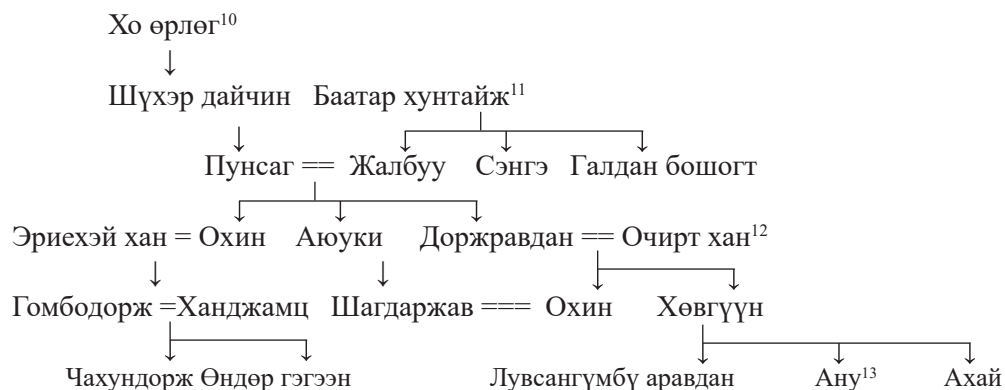 Хо өрлөг¹⁰
Шүхэр дайчин Баатар хунтайж¹¹
Пунсаг == Жалбуу Сэнгэ Галдан бошогт
Эриехэй хан = Охин Аюуки Доржравдан == Очирт хан¹²
Гомбодорж =Ханджамц Шагдаржав === Охин Хөвгүүн
Чахундорж Өндөр гэгээн Лувсангүмбү аравдан Ану¹³ Ахай